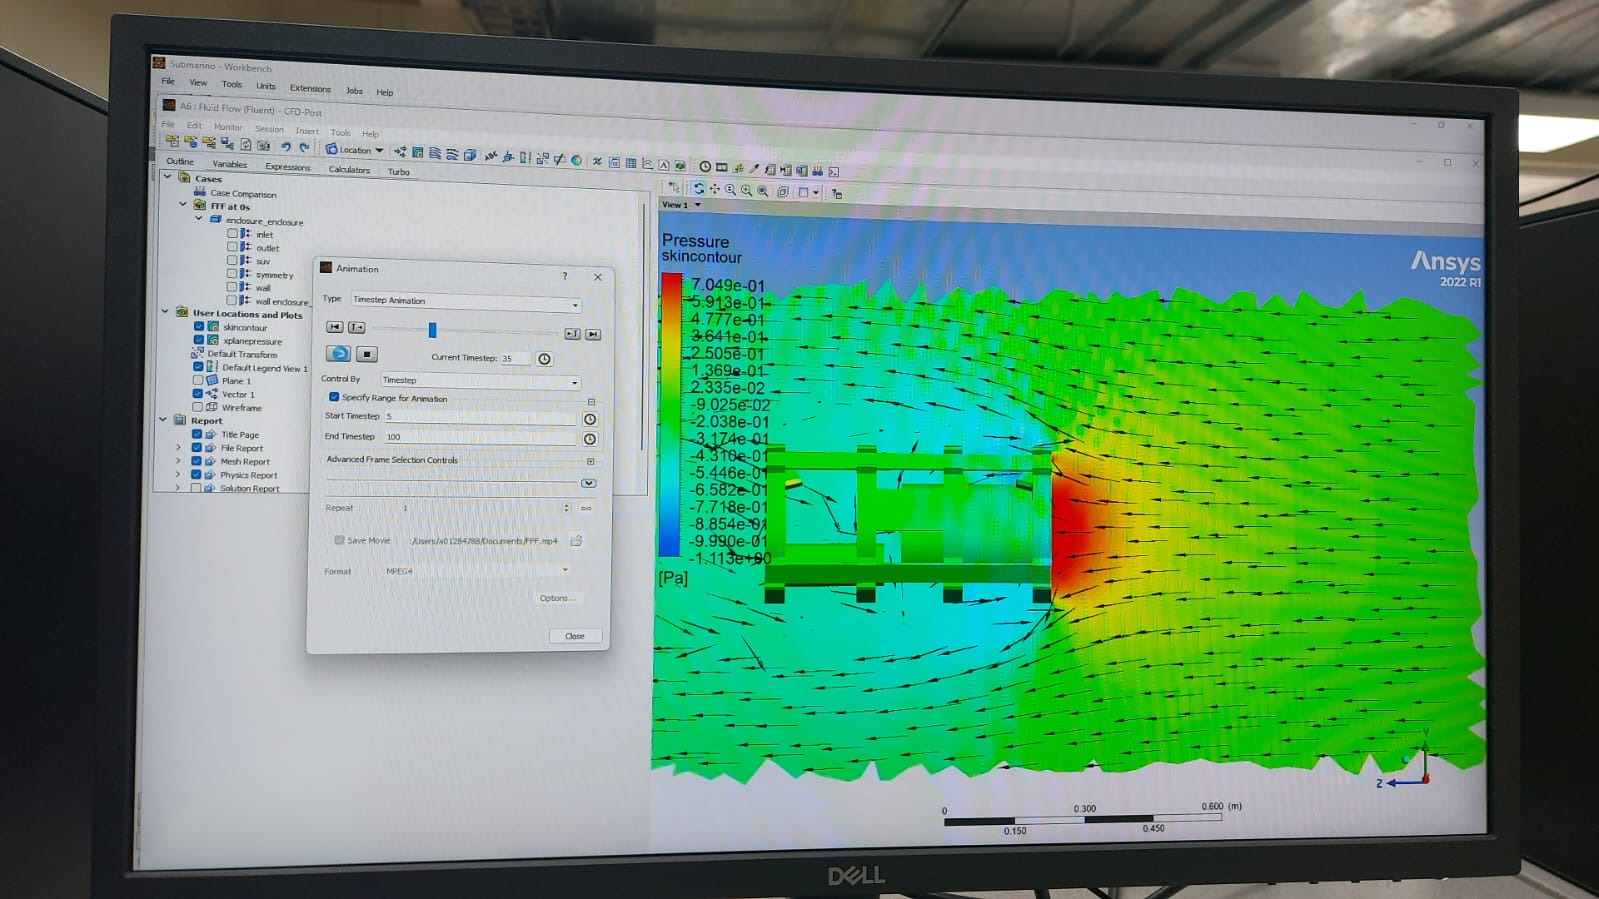 Submarino - Workbench
File View Tools Units Extensions Jobs Help
A6 : Fluid Flow (Fluent) - CFD-Post
File Edit Monitor Session Insert Tools Help
Location
Outline Variables Expressions Calculators Turbo
Cases
Case Comparison
FFF at 0s
enclosure_enclosure
inlet
outlet
suv
symmetry
wall
wall enclosure_
User Locations and Plots
skincontour
xplanepressure
Default Transform
Default Legend View 1
Plane 1
Vector 1
Wireframe
Report
Title Page
File Report
Mesh Report
Physics Report
Solution Report
Animation
? 
Type Timestep Animation
Current Timestep: 35
Control By Timestep
Specify Range for Animation
Start Timestep 5
End Timestep 100
Advanced Frame Selection Controls
Repeat 1
Save Movie :/Users/a01284788/Documents/FFF.mp4
Format MPEG4
Options...
Close
View 1
Pressure
skincontour
7.049e-01
5.913e-01
4.777e-01
3.641e-01
2.505e-01
1.369e-01
2.335e-02
-9.025e-02
-2.038e-01
-3.174e-01
-4.310e-01
-5.446e-01
-6.582e-01
-7.718e-01
-8.854e-01
-9.990e-01
-1.113e+00
[Pa]
Ansys
2022 R1
Y
Z
0 0.300 0.600 (m)
0.150 0.450
DELL